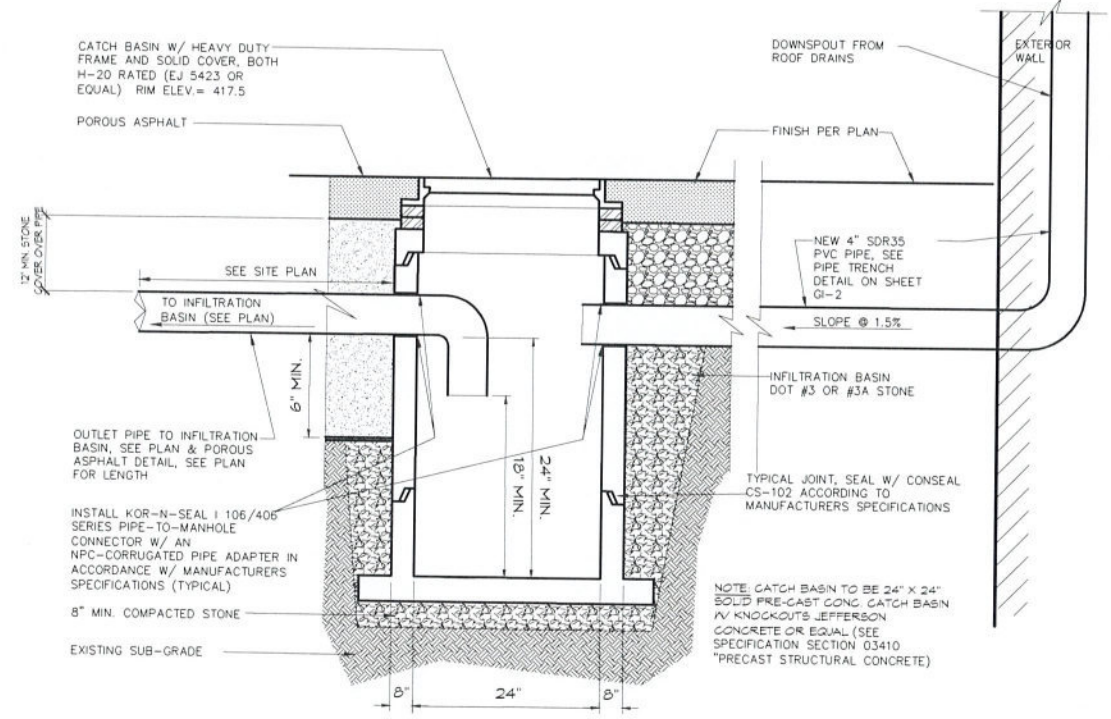 CATCH BASIN W/ HEAVY DUTY
FRAME AND SOLID COVER, BOTH
H-20 RATED (EJ 5423 OR
EQUAL) RIM ELEV.= 417.5
POROUS ASPHALT
DOWNSPOUT FROM
ROOF DRAINS
EXTERIOR
WALL
FINISH PER PLAN
12" MIN. STONE
COVER OVER PIPE
SEE SITE PLAN
TO INFILTRATION
BASIN (SEE PLAN)
NEW 4" SDR35
PVC PIPE, SEE
PIPE TRENCH
DETAIL ON SHEET
GI-2
SLOPE @ 1.5%
6" MIN.
INFILTRATION BASIN
DOT #3 OR #3A STONE
OUTLET PIPE TO INFILTRATION
BASIN, SEE PLAN & POROUS
ASPHALT DETAIL, SEE PLAN
FOR LENGTH
18" MIN.
24" MIN.
TYPICAL JOINT, SEAL W/ CONSEAL
CS-102 ACCORDING TO
MANUFACTURERS SPECIFICATIONS
INSTALL KOR-N-SEAL I 106/406
SERIES PIPE-TO-MANHOLE
CONNECTOR W/ AN
NPC-CORRUGATED PIPE ADAPTER IN
ACCORDANCE W/ MANUFACTURERS
SPECIFICATIONS (TYPICAL)
8" MIN. COMPACTED STONE
EXISTING SUB-GRADE
NOTE: CATCH BASIN TO BE 24" X 24"
SOLID PRE-CAST CONC. CATCH BASIN
W/ KNOCKOUTS JEFFERSON
CONCRETE OR EQUAL (SEE
SPECIFICATION SECTION 03410
"PRECAST STRUCTURAL CONCRETE)
8"
24"
8"